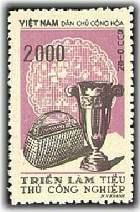 VIỆT NAM DÂN CHỦ CỘNG HÒA
2000
TRIỂN LÃM TIỂU
THỦ CÔNG NGHIỆP